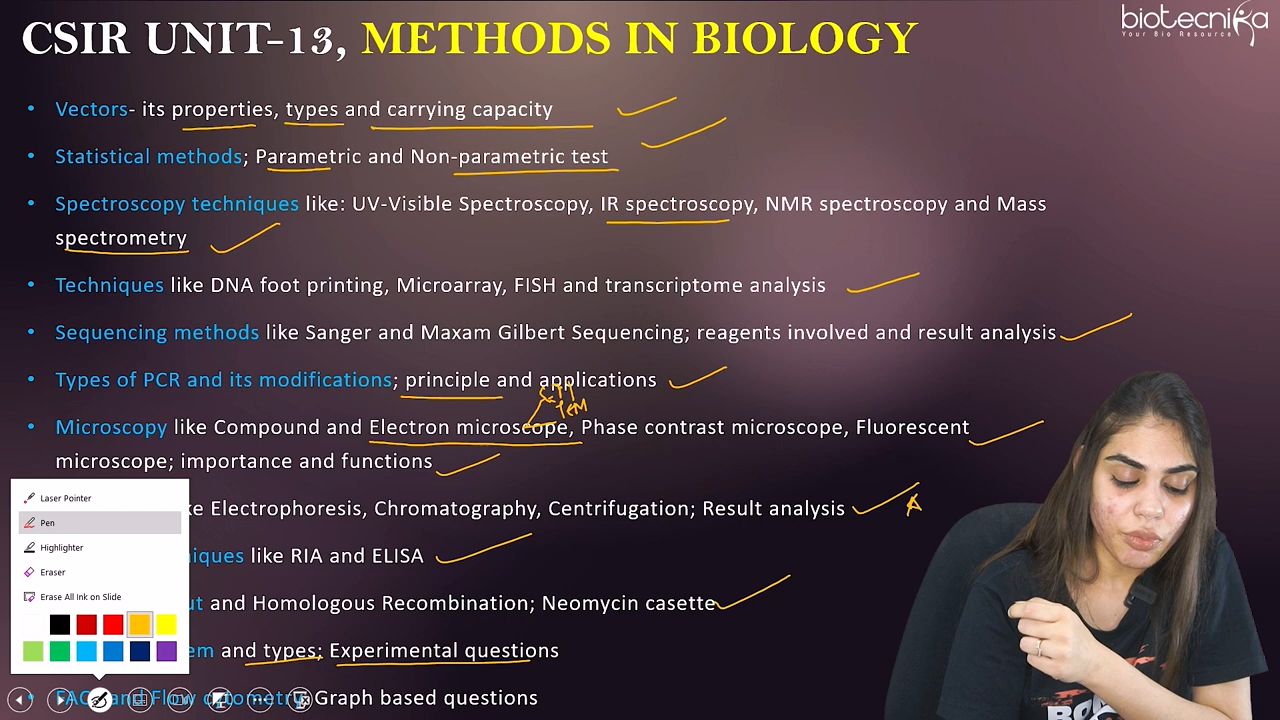 CSIR UNIT-13, METHODS IN BIOLOGY
biotecnika
Your Bio Resource
• Vectors- its properties, types and carrying capacity
• Statistical methods; Parametric and Non-parametric test
• Spectroscopy techniques like: UV-Visible Spectroscopy, IR spectroscopy, NMR spectroscopy and Mass
spectrometry
• Techniques like DNA foot printing, Microarray, FISH and transcriptome analysis
• Sequencing methods like Sanger and Maxam Gilbert Sequencing; reagents involved and result analysis
• Types of PCR and its modifications; principle and applications
TEM
• Microscopy like Compound and Electron microscope, Phase contrast microscope, Fluorescent
microscope; importance and functions
Laser Pointer
Pen
Highlighter
Eraser
Erase All Ink on Slide
ke Electrophoresis, Chromatography, Centrifugation; Result analysis
iques like RIA and ELISA
ut and Homologous Recombination; Neomycin casette
em and types; Experimental questions
• FACS and Flow cytometry; Graph based questions